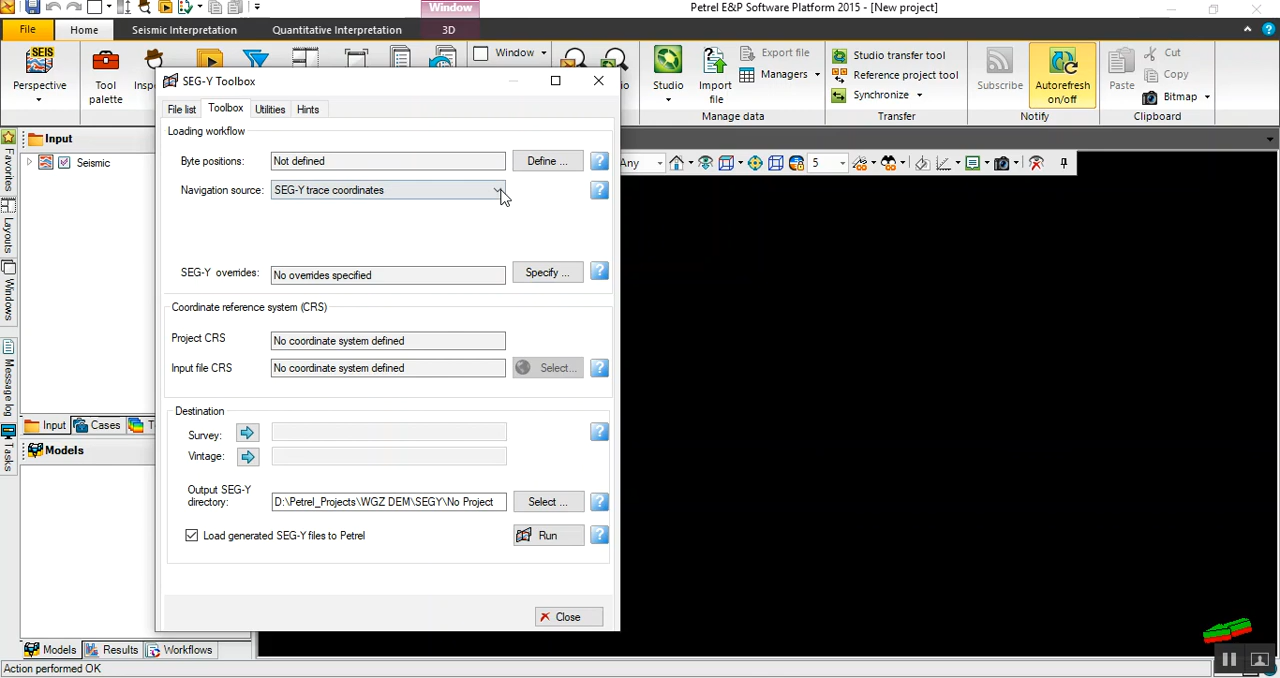 Window
Petrel E&P Software Platform 2015 - [New project]
File
Home
Seismic Interpretation
Quantitative Interpretation
3D
SEIS
Perspective
Tool
palette
Window
Studio
Import
file
Export file
Managers
Manage data
Studio transfer tool
Reference project tool
Synchronize
Transfer
Subscribe
Autorefresh
on/off
Notify
Paste
Cut
Copy
Bitmap
Clipboard
Favorites
Layouts
Windows
Message log
Tasks
Input
Seismic
Any
5
SEG-Y Toolbox
File list
Toolbox
Utilities
Hints
Loading workflow
Byte positions:
Not defined
Define ...
?
Navigation source:
SEG-Y trace coordinates
?
SEG-Y overrides:
No overrides specified
Specify ...
?
Coordinate reference system (CRS)
Project CRS
No coordinate system defined
Input file CRS
No coordinate system defined
Select...
?
Destination
Survey:
?
Vintage:
Output SEG-Y
directory:
D:\Petrel_Projects\WGZ DEM\SEGY\No Project
Select ...
?
Load generated SEG-Y files to Petrel
Run
?
Close
Input
Cases
Models
Models
Results
Workflows
Action performed OK